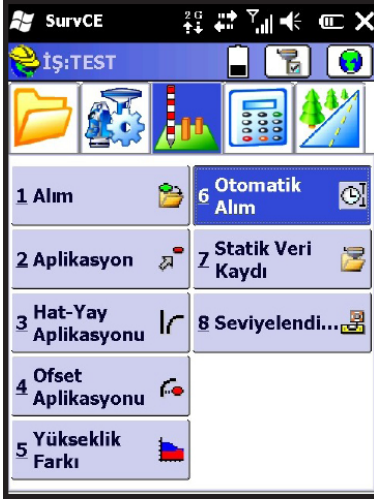 SurvCE
2G
İŞ:TEST
1 Alım
6 Otomatik
Alım
2 Aplikasyon
7 Statik Veri
Kaydı
3 Hat-Yay
Aplikasyonu
8 Seviyelendi...
4 Ofset
Aplikasyonu
5 Yükseklik
Farkı